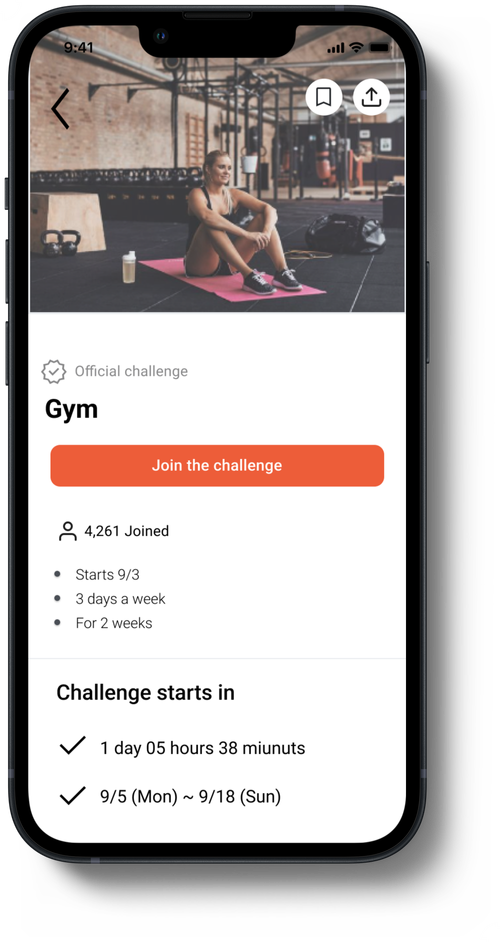 9:41
Official challenge
Gym
Join the challenge
4,261 Joined
Starts 9/3
3 days a week
For 2 weeks
Challenge starts in
1 day 05 hours 38 miunuts
9/5 (Mon) ~ 9/18 (Sun)